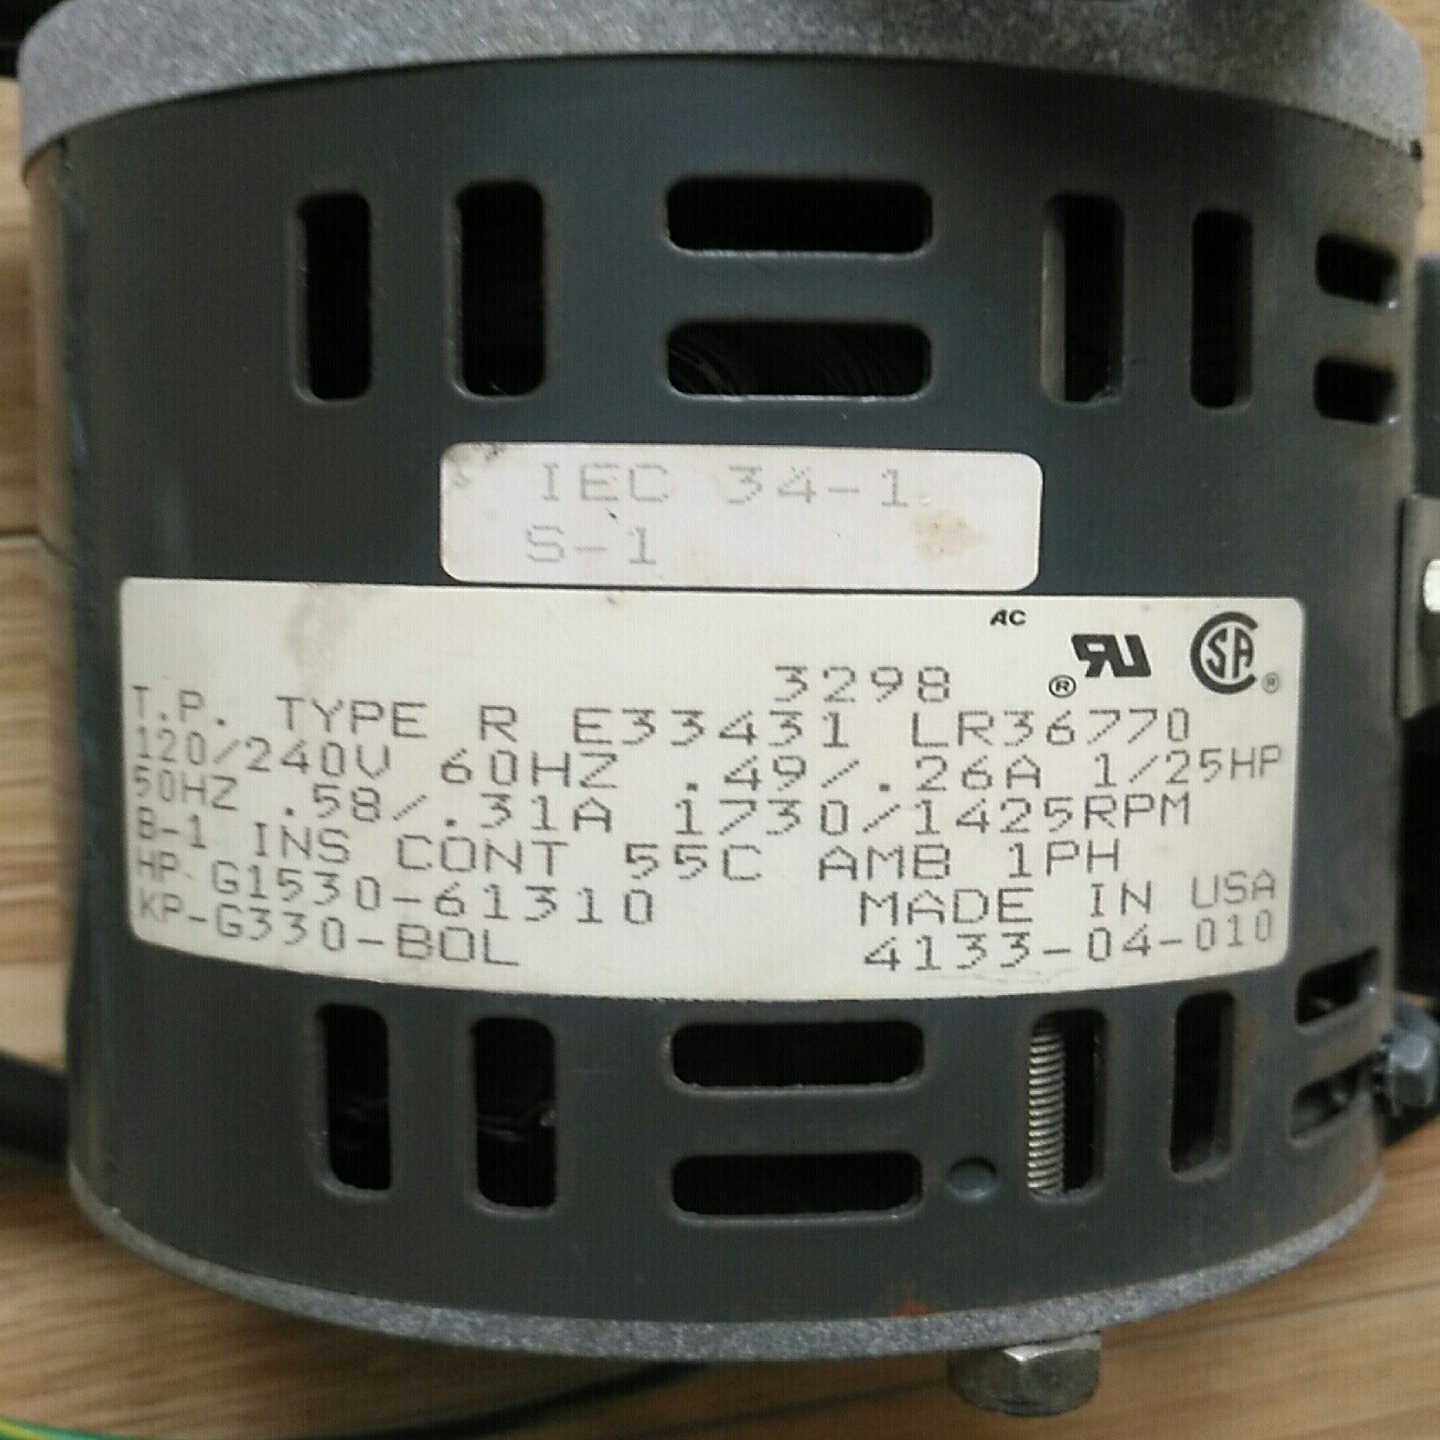 IEC 34-1
S-1
AC
3298
T.P. TYPE R E33431 LR36770
120/240V 60HZ .49/.26A 1/25HP
50HZ .58/.31A 1730/1425RPM
B-1 INS CONT 55C AMB 1PH
HP G1530-61310 MADE IN USA
KP-G330-BOL 4133-04-010